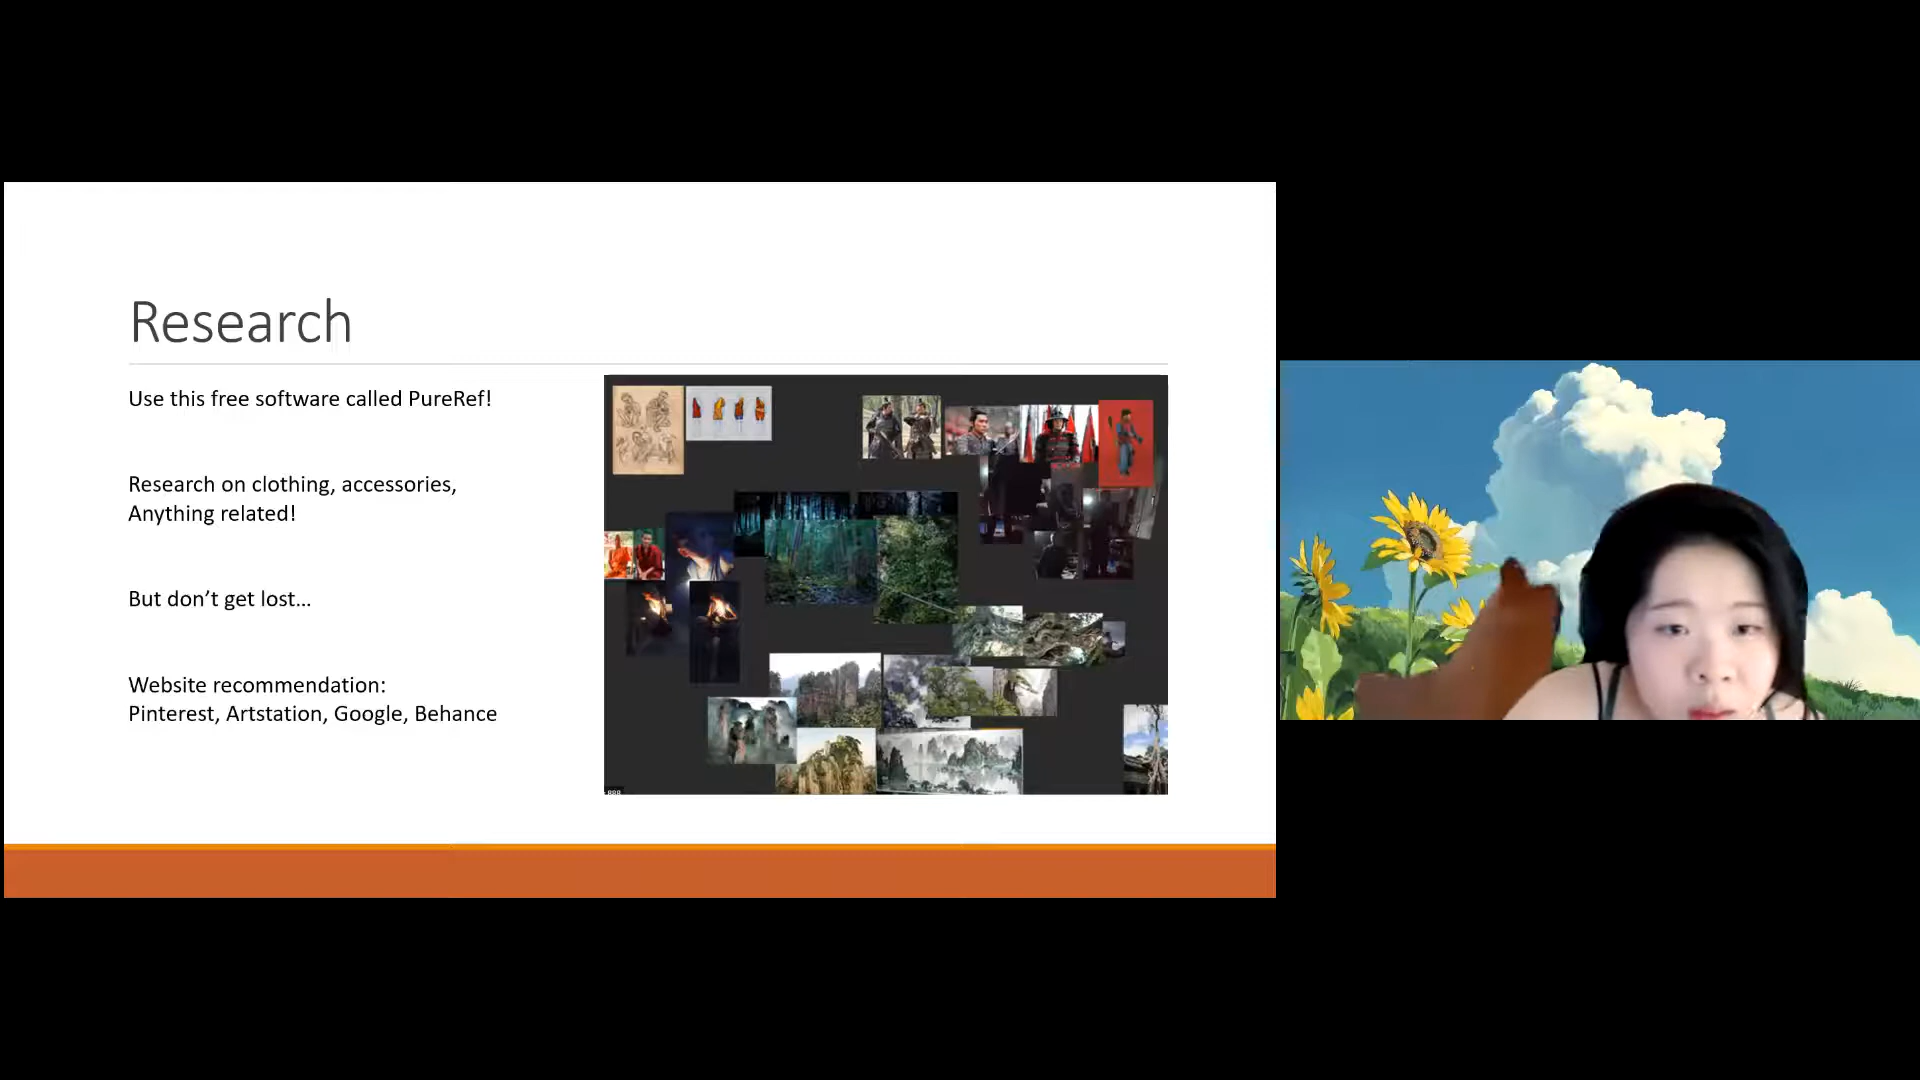 Research
Use this free software called PureRef!
Research on clothing, accessories,
Anything related!
But don’t get lost…
Website recommendation:
Pinterest, Artstation, Google, Behance